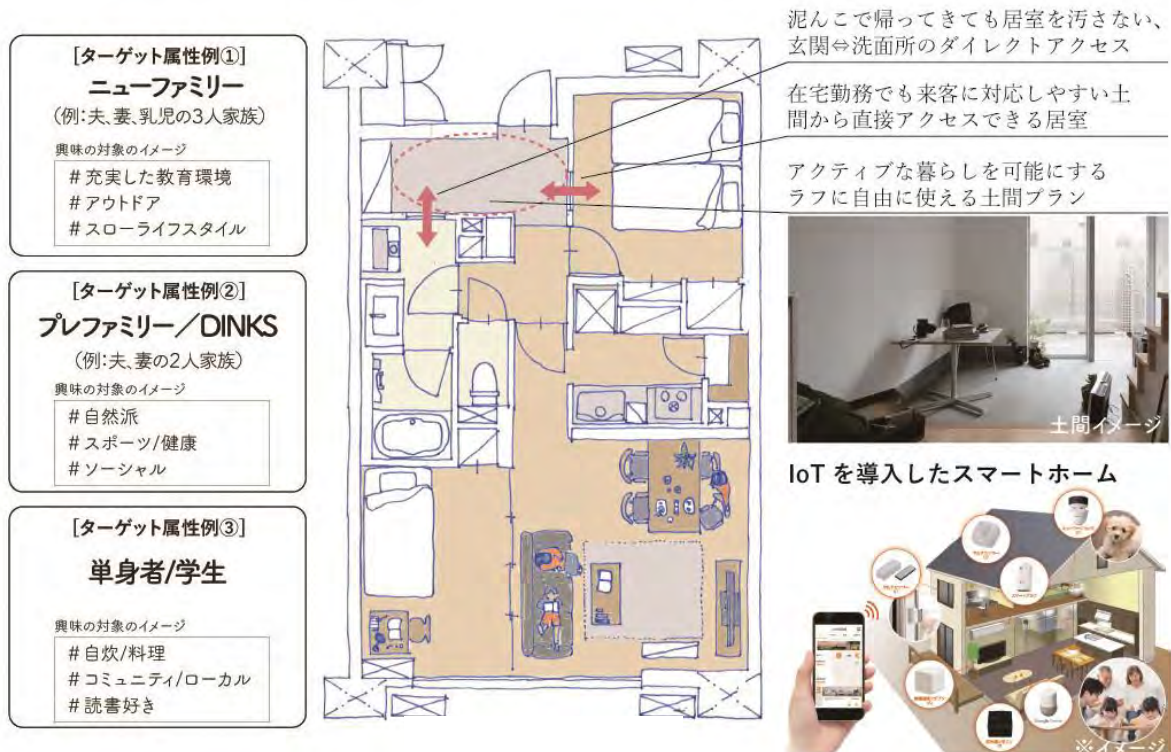 [ターゲット属性例①]
ニューファミリー
(例:夫、妻、乳児の3人家族)
興味の対象のイメージ
#充実した教育環境
#アウトドア
#スローライフスタイル
[ターゲット属性例②]
プレファミリー/DINKS
(例:夫、妻の2人家族)
興味の対象のイメージ
#自然派
#スポーツ/健康
#ソーシャル
[ターゲット属性例③]
単身者/学生
興味の対象のイメージ
#自炊/料理
#コミュニティ/ローカル
#読書好き
泥んこで帰ってきても居室を汚さない、
玄関⇔洗面所のダイレクトアクセス
在宅勤務でも来客に対応しやすい土
間から直接アクセスできる居室
アクティブな暮らしを可能にする
ラフに自由に使える土間プラン
土間イメージ
IoTを導入したスマートホーム
※イメージ